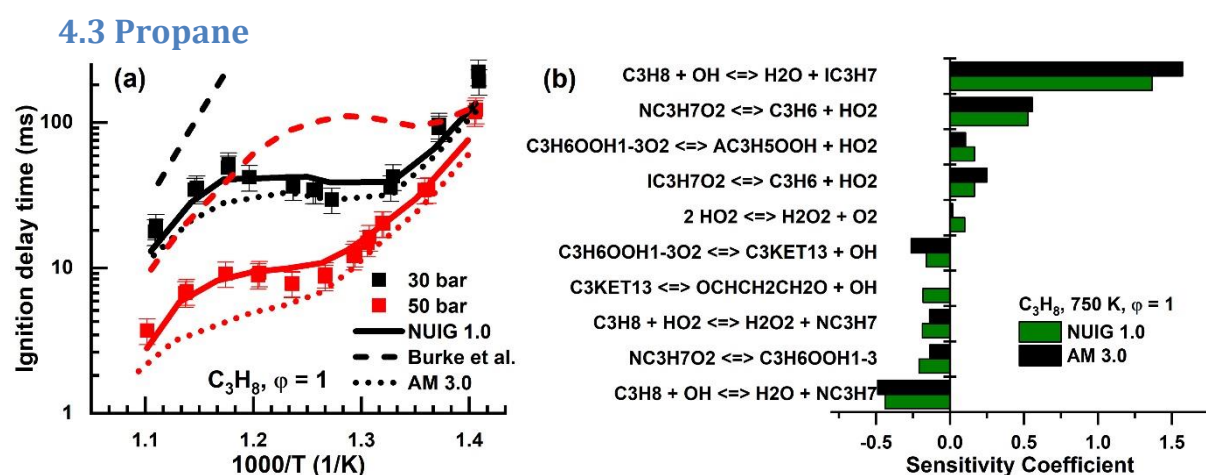 4.3 Propane
(a)
Ignition delay time (ms)
100
10
1
1.1 1.2 1.3 1.4
1000/T (1/K)
30 bar
50 bar
NUIG 1.0
Burke et al.
AM 3.0
C3H8, φ = 1
(b)
C3H8 + OH <=> H2O + IC3H7
NC3H7O2 <=> C3H6 + HO2
C3H6OOH1-3O2 <=> AC3H5OOH + HO2
IC3H7O2 <=> C3H6 + HO2
2 HO2 <=> H2O2 + O2
C3H6OOH1-3O2 <=> C3KET13 + OH
C3KET13 <=> OCHCH2CH2O + OH
C3H8 + HO2 <=> H2O2 + NC3H7
NC3H7O2 <=> C3H6OOH1-3
C3H8 + OH <=> H2O + NC3H7
C3H8, 750 K, φ = 1
NUIG 1.0
AM 3.0
-0.5 0.0 0.5 1.0 1.5
Sensitivity Coefficient